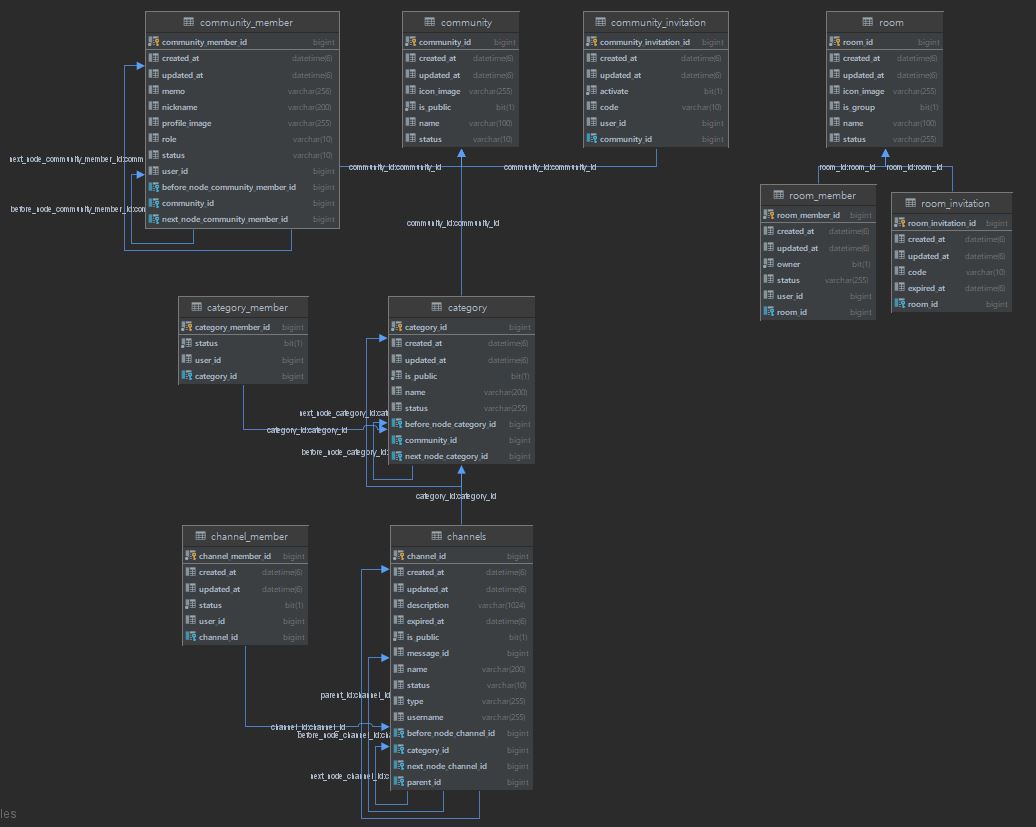 community_member
community_member_id bigint
created_at datetime(6)
updated_at datetime(6)
memo varchar(256)
nickname varchar(200)
profile_image varchar(255)
role varchar(10)
status varchar(10)
user_id bigint
before_node_community_member_id bigint
community_id bigint
next_node_community_member_id bigint
community
community_id bigint
created_at datetime(6)
updated_at datetime(6)
icon_image varchar(255)
is_public bit(1)
name varchar(100)
status varchar(10)
community_invitation
community_invitation_id bigint
created_at datetime(6)
updated_at datetime(6)
activate bit(1)
code varchar(10)
user_id bigint
community_id bigint
room
room_id bigint
created_at datetime(6)
updated_at datetime(6)
icon_image varchar(255)
is_group bit(1)
name varchar(100)
status varchar(255)
next_node_community_member_id:comm
before_node_community_member_id:con
community_id:community_id
community_id:community_id
community_id:community_id
room_id:room_id
room_id:room_id
room_member
room_member_id bigint
created_at datetime(6)
updated_at datetime(6)
owner bit(1)
status varchar(255)
user_id bigint
room_id bigint
room_invitation
room_invitation_id bigint
created_at datetime(6)
updated_at datetime(6)
code varchar(10)
expired_at datetime(6)
room_id bigint
category_member
category_member_id bigint
status bit(1)
user_id bigint
category_id bigint
category
category_id bigint
created_at datetime(6)
updated_at datetime(6)
is_public bit(1)
name varchar(200)
status varchar(255)
before_node_category_id bigint
community_id bigint
next_node_category_id bigint
next_node_category_id:cat
category_id:category_id
before_node_category_id:
category_id:category_id
channel_member
channel_member_id bigint
created_at datetime(6)
updated_at datetime(6)
status bit(1)
user_id bigint
channel_id bigint
channels
channel_id bigint
created_at datetime(6)
updated_at datetime(6)
description varchar(1024)
expired_at datetime(6)
is_public bit(1)
message_id bigint
name varchar(200)
status varchar(10)
type varchar(255)
username varchar(255)
before_node_channel_id bigint
category_id bigint
next_node_channel_id bigint
parent_id bigint
parent_id:channel_id
channel_id:channel_id
before_node_channel_id:ch
next_node_channel_id:c
les